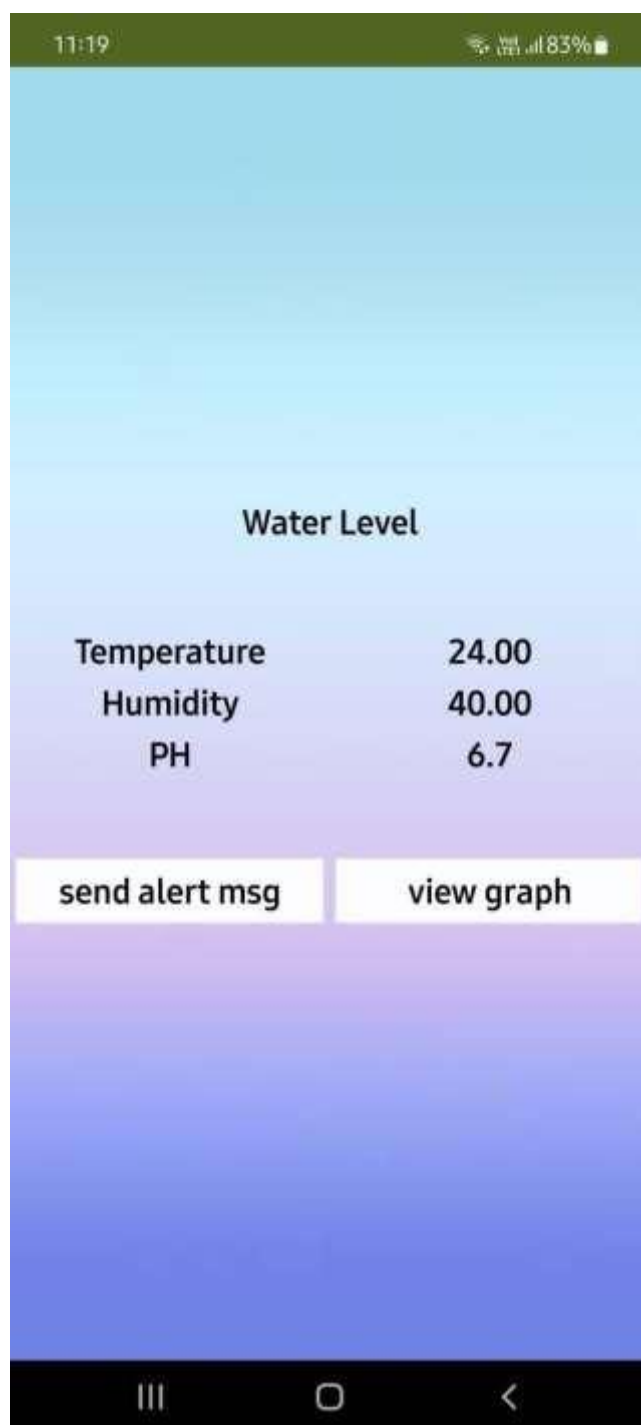 11:19 83%
Water Level
Temperature 24.00
Humidity 40.00
PH 6.7
send alert msg view graph